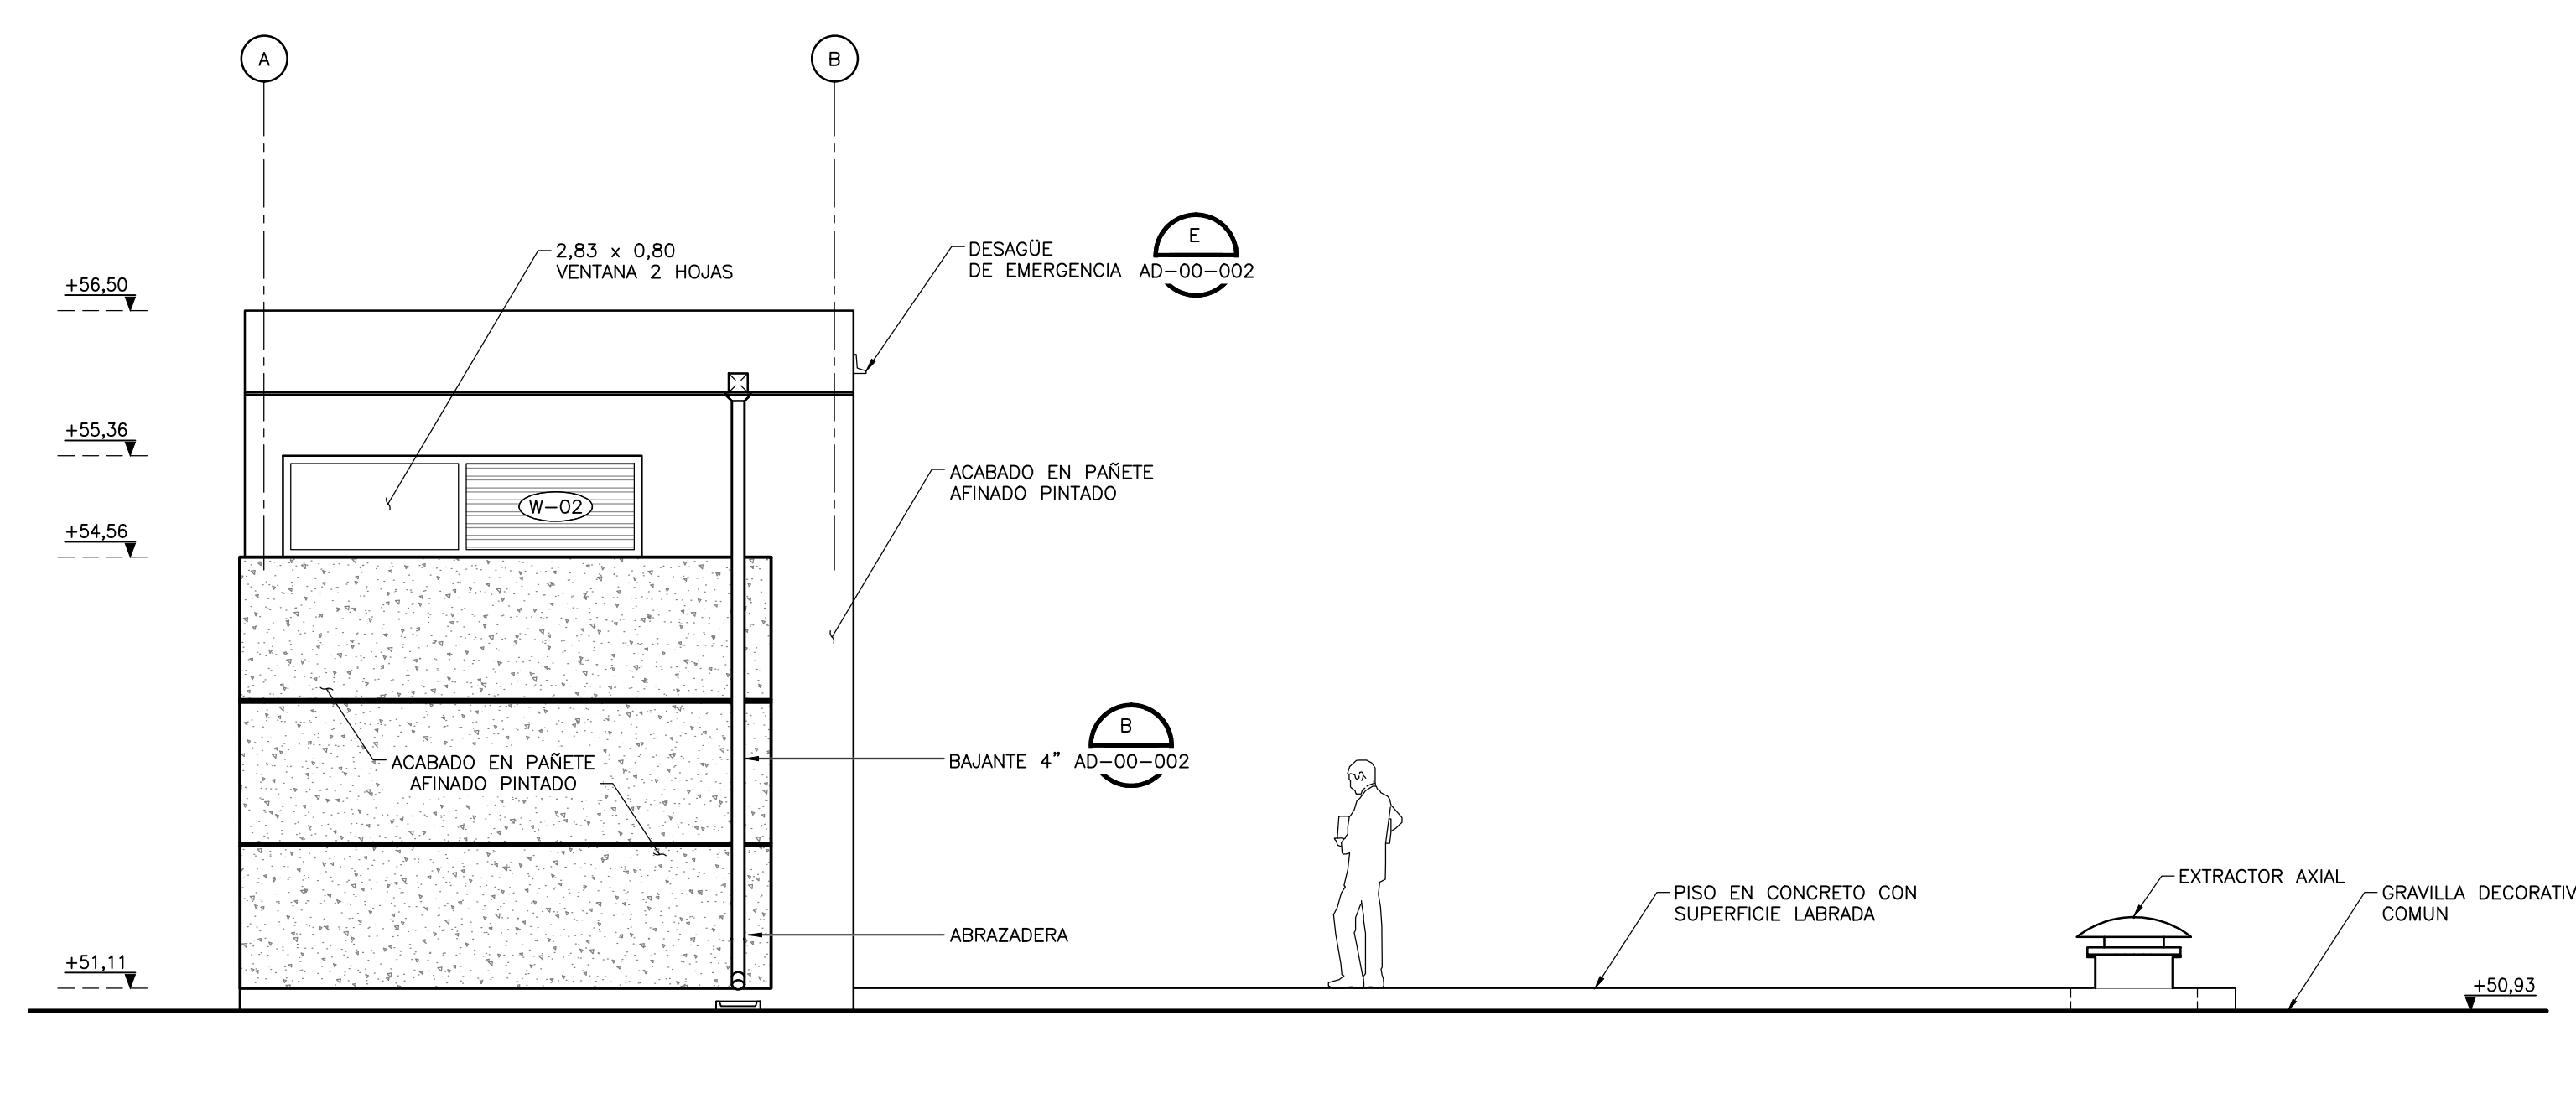 A
B
2,83 x 0,80
VENTANA 2 HOJAS
DESAGÜE
DE EMERGENCIA
E
AD-00-002
+56,50
+55,36
+54,56
W-02
ACABADO EN PAÑETE
AFINADO PINTADO
ACABADO EN PAÑETE
AFINADO PINTADO
BAJANTE 4”
B
AD-00-002
ABRAZADERA
PISO EN CONCRETO CON
SUPERFICIE LABRADA
EXTRACTOR AXIAL
GRAVILLA DECORATIV
COMUN
+51,11
+50,93